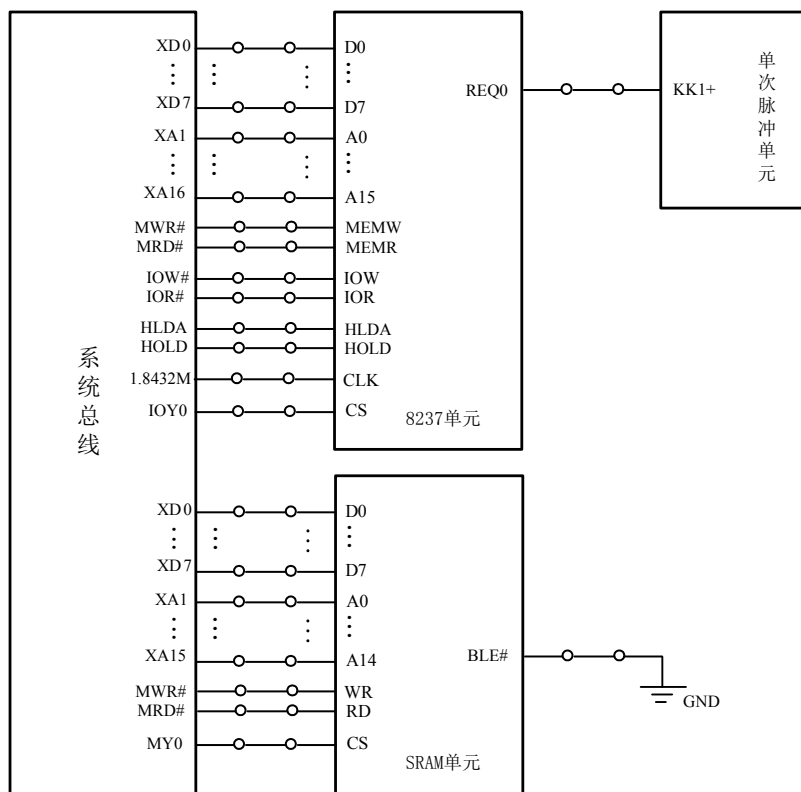 系统总线
XD0
XD7
XA1
XA16
MWR#
MRD#
IOW#
IOR#
HLDA
HOLD
1.8432M
IOY0
D0
D7
A0
A15
MEMW
MEMR
IOW
IOR
HLDA
HOLD
CLK
CS
REQ0
8237单元
KK1+
单次脉冲单元
XD0
XD7
XA1
XA15
MWR#
MRD#
MY0
D0
D7
A0
A14
WR
RD
CS
BLE#
SRAM单元
GND